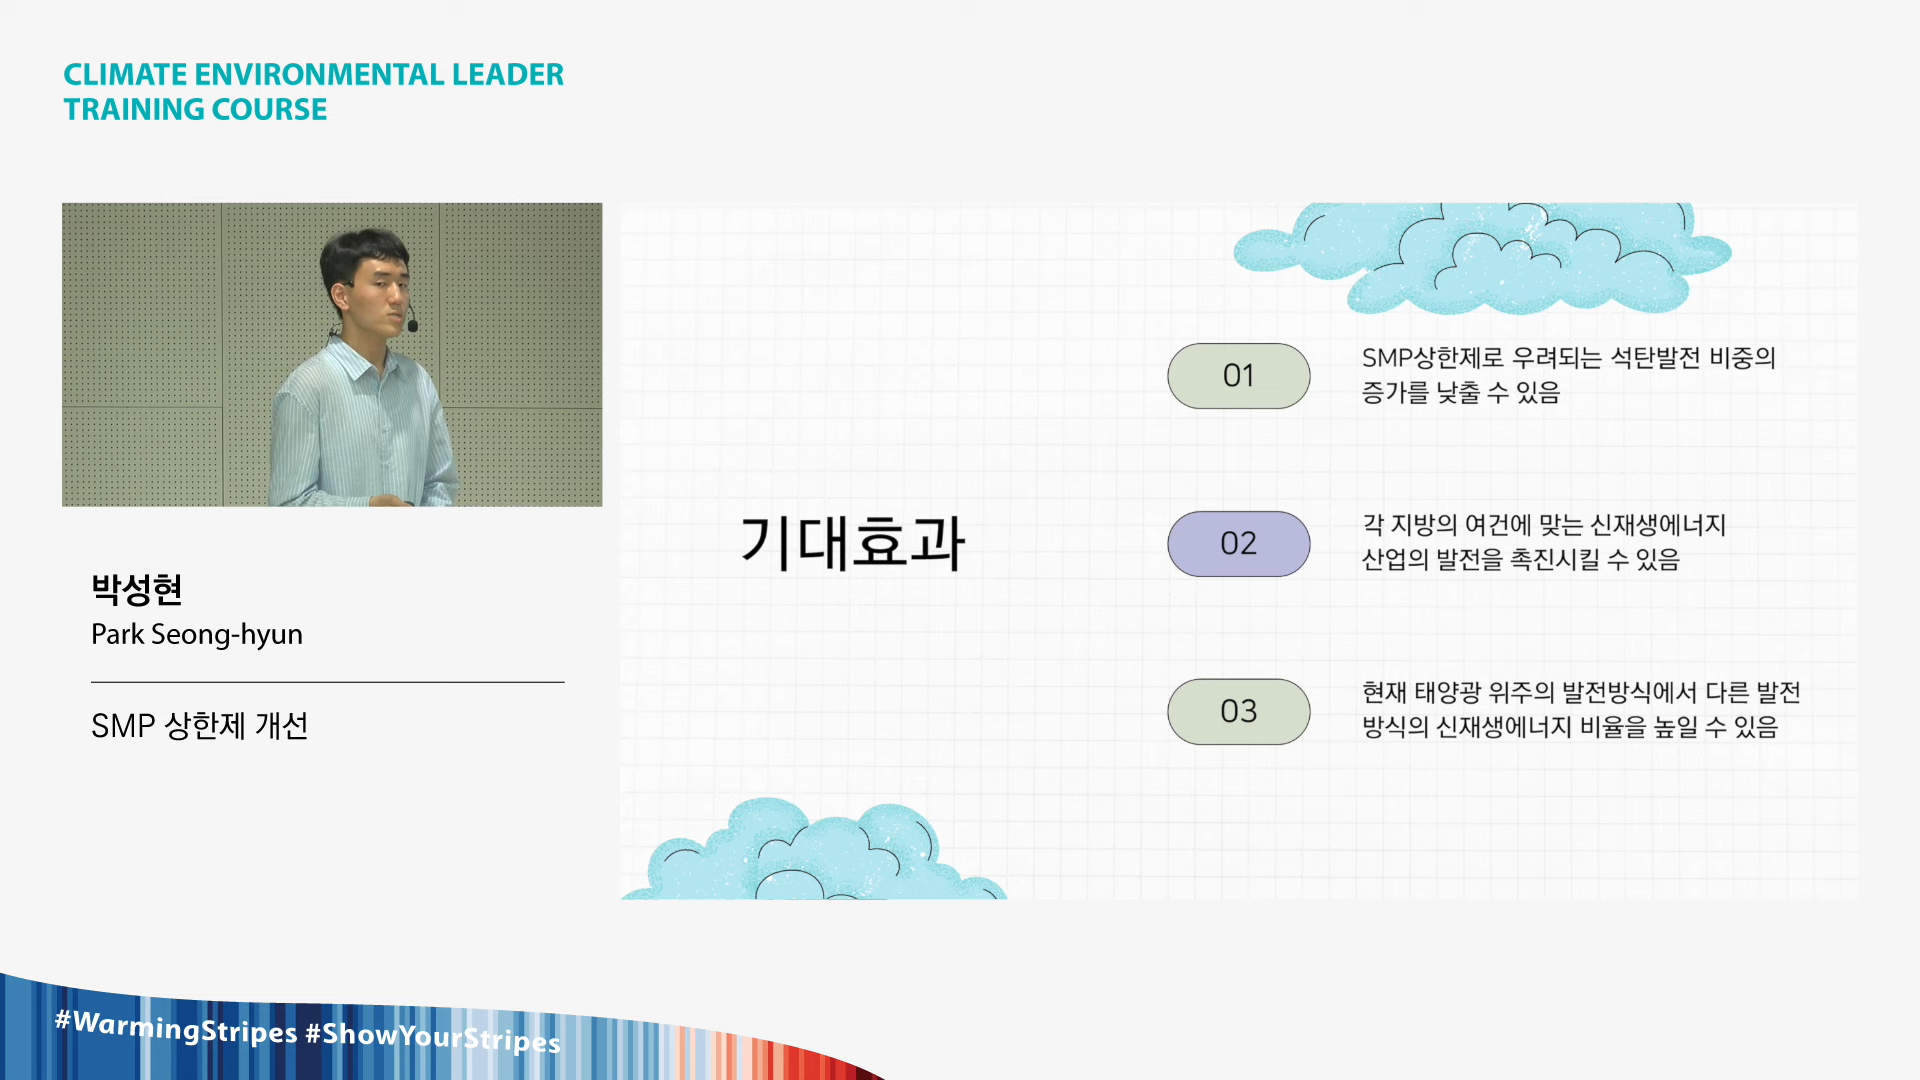 CLIMATE ENVIRONMENTAL LEADER
TRAINING COURSE
박성현
Park Seong-hyun
SMP 상한제 개선
기대효과
01
SMP상한제로 우려되는 석탄발전 비중의
증가를 낮출 수 있음
02
각 지방의 여건에 맞는 신재생에너지
산업의 발전을 촉진시킬 수 있음
03
현재 태양광 위주의 발전방식에서 다른 발전
방식의 신재생에너지 비율을 높일 수 있음
#WarmingStripes #ShowYourStripes